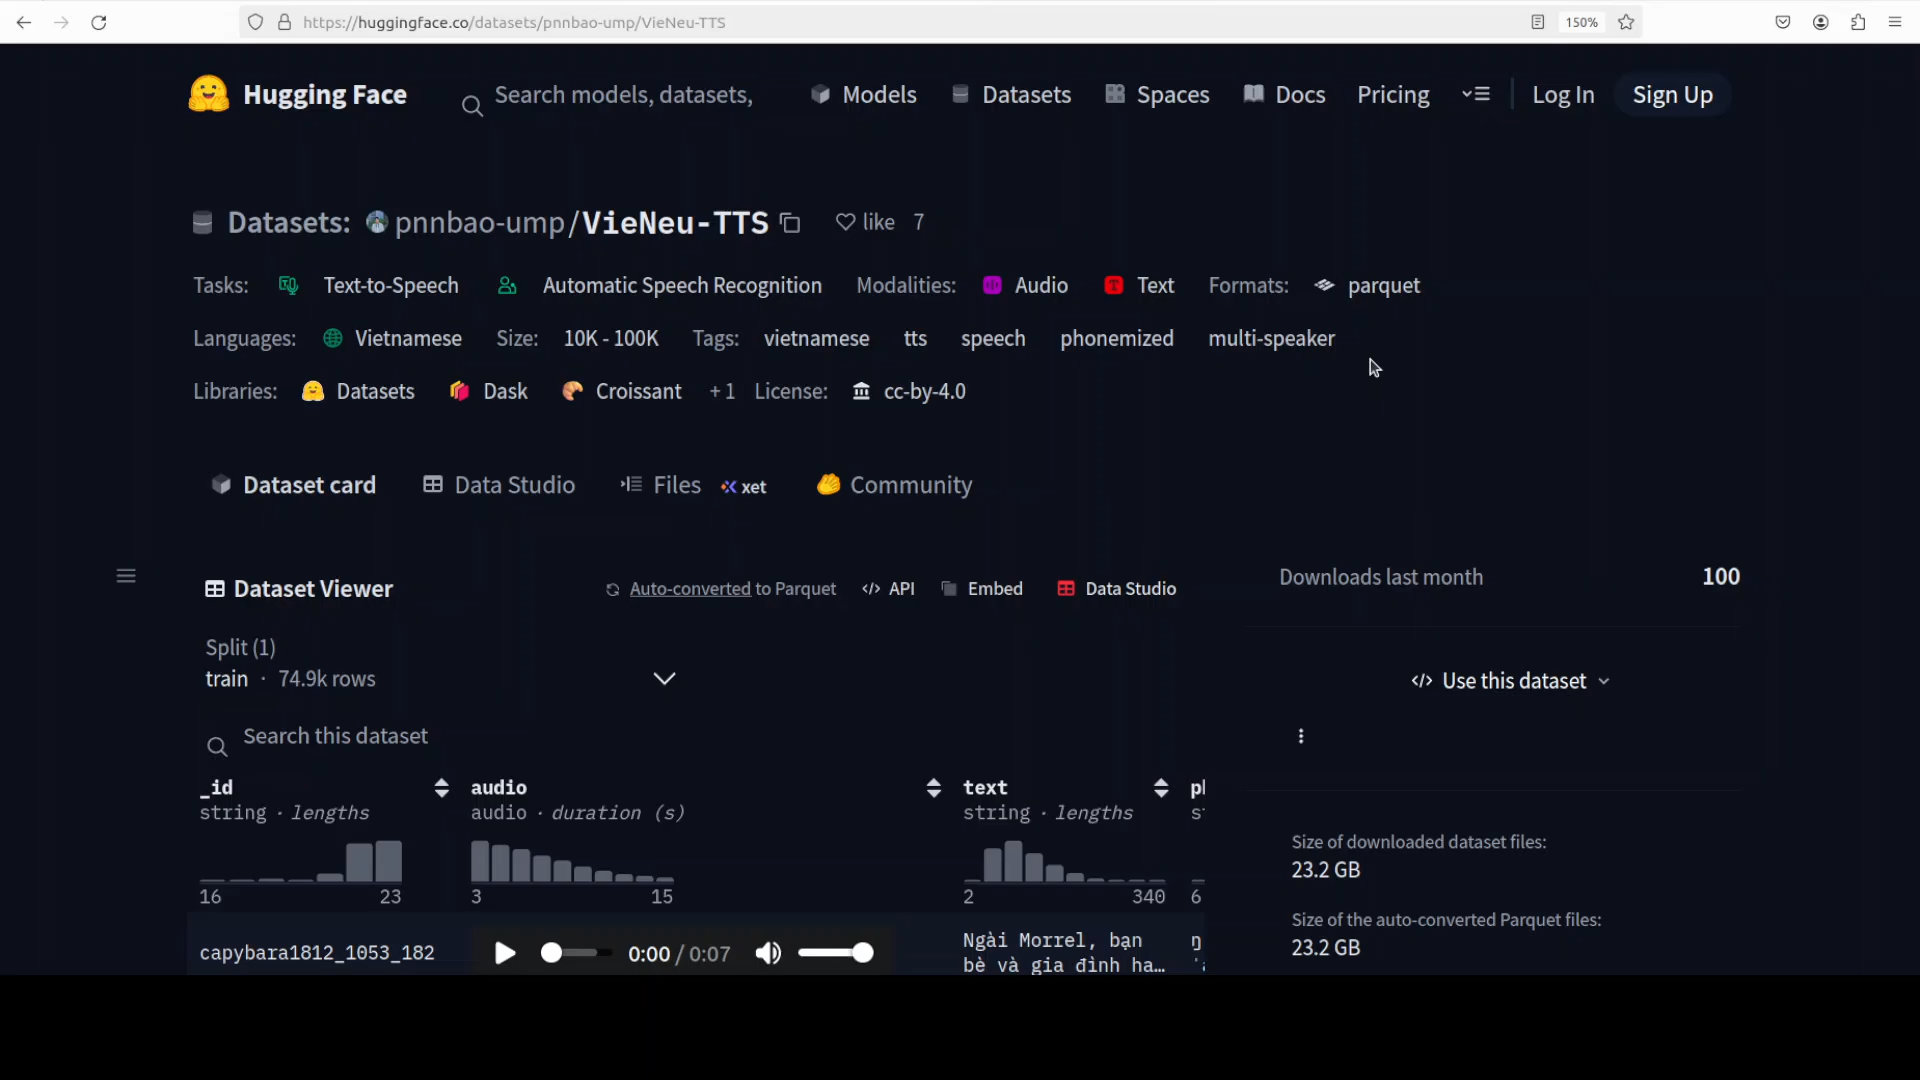 https://huggingface.co/datasets/pnnbao-ump/VieNeu-TTS 150%
Hugging Face Search models, datasets, Models Datasets Spaces Docs Pricing Log In Sign Up
Datasets: pnnbao-ump/VieNeu-TTS like 7
Tasks: Text-to-Speech Automatic Speech Recognition Modalities: Audio Text Formats: parquet
Languages: Vietnamese Size: 10K - 100K Tags: vietnamese tts speech phonemized multi-speaker
Libraries: Datasets Dask Croissant + 1 License: cc-by-4.0
Dataset card Data Studio Files xet Community
Dataset Viewer Auto-converted to Parquet API Embed Data Studio
Downloads last month 100
Split (1)
train · 74.9k rows
Use this dataset
Search this dataset
_id audio text
string · lengths audio · duration (s) string · lengths
16 23 3 15 2 340 6
capybara1812_1053_182 0:00 / 0:07 Ngài Morrel, bạn
bè và gia đình ha…
Size of downloaded dataset files:
23.2 GB
Size of the auto-converted Parquet files:
23.2 GB